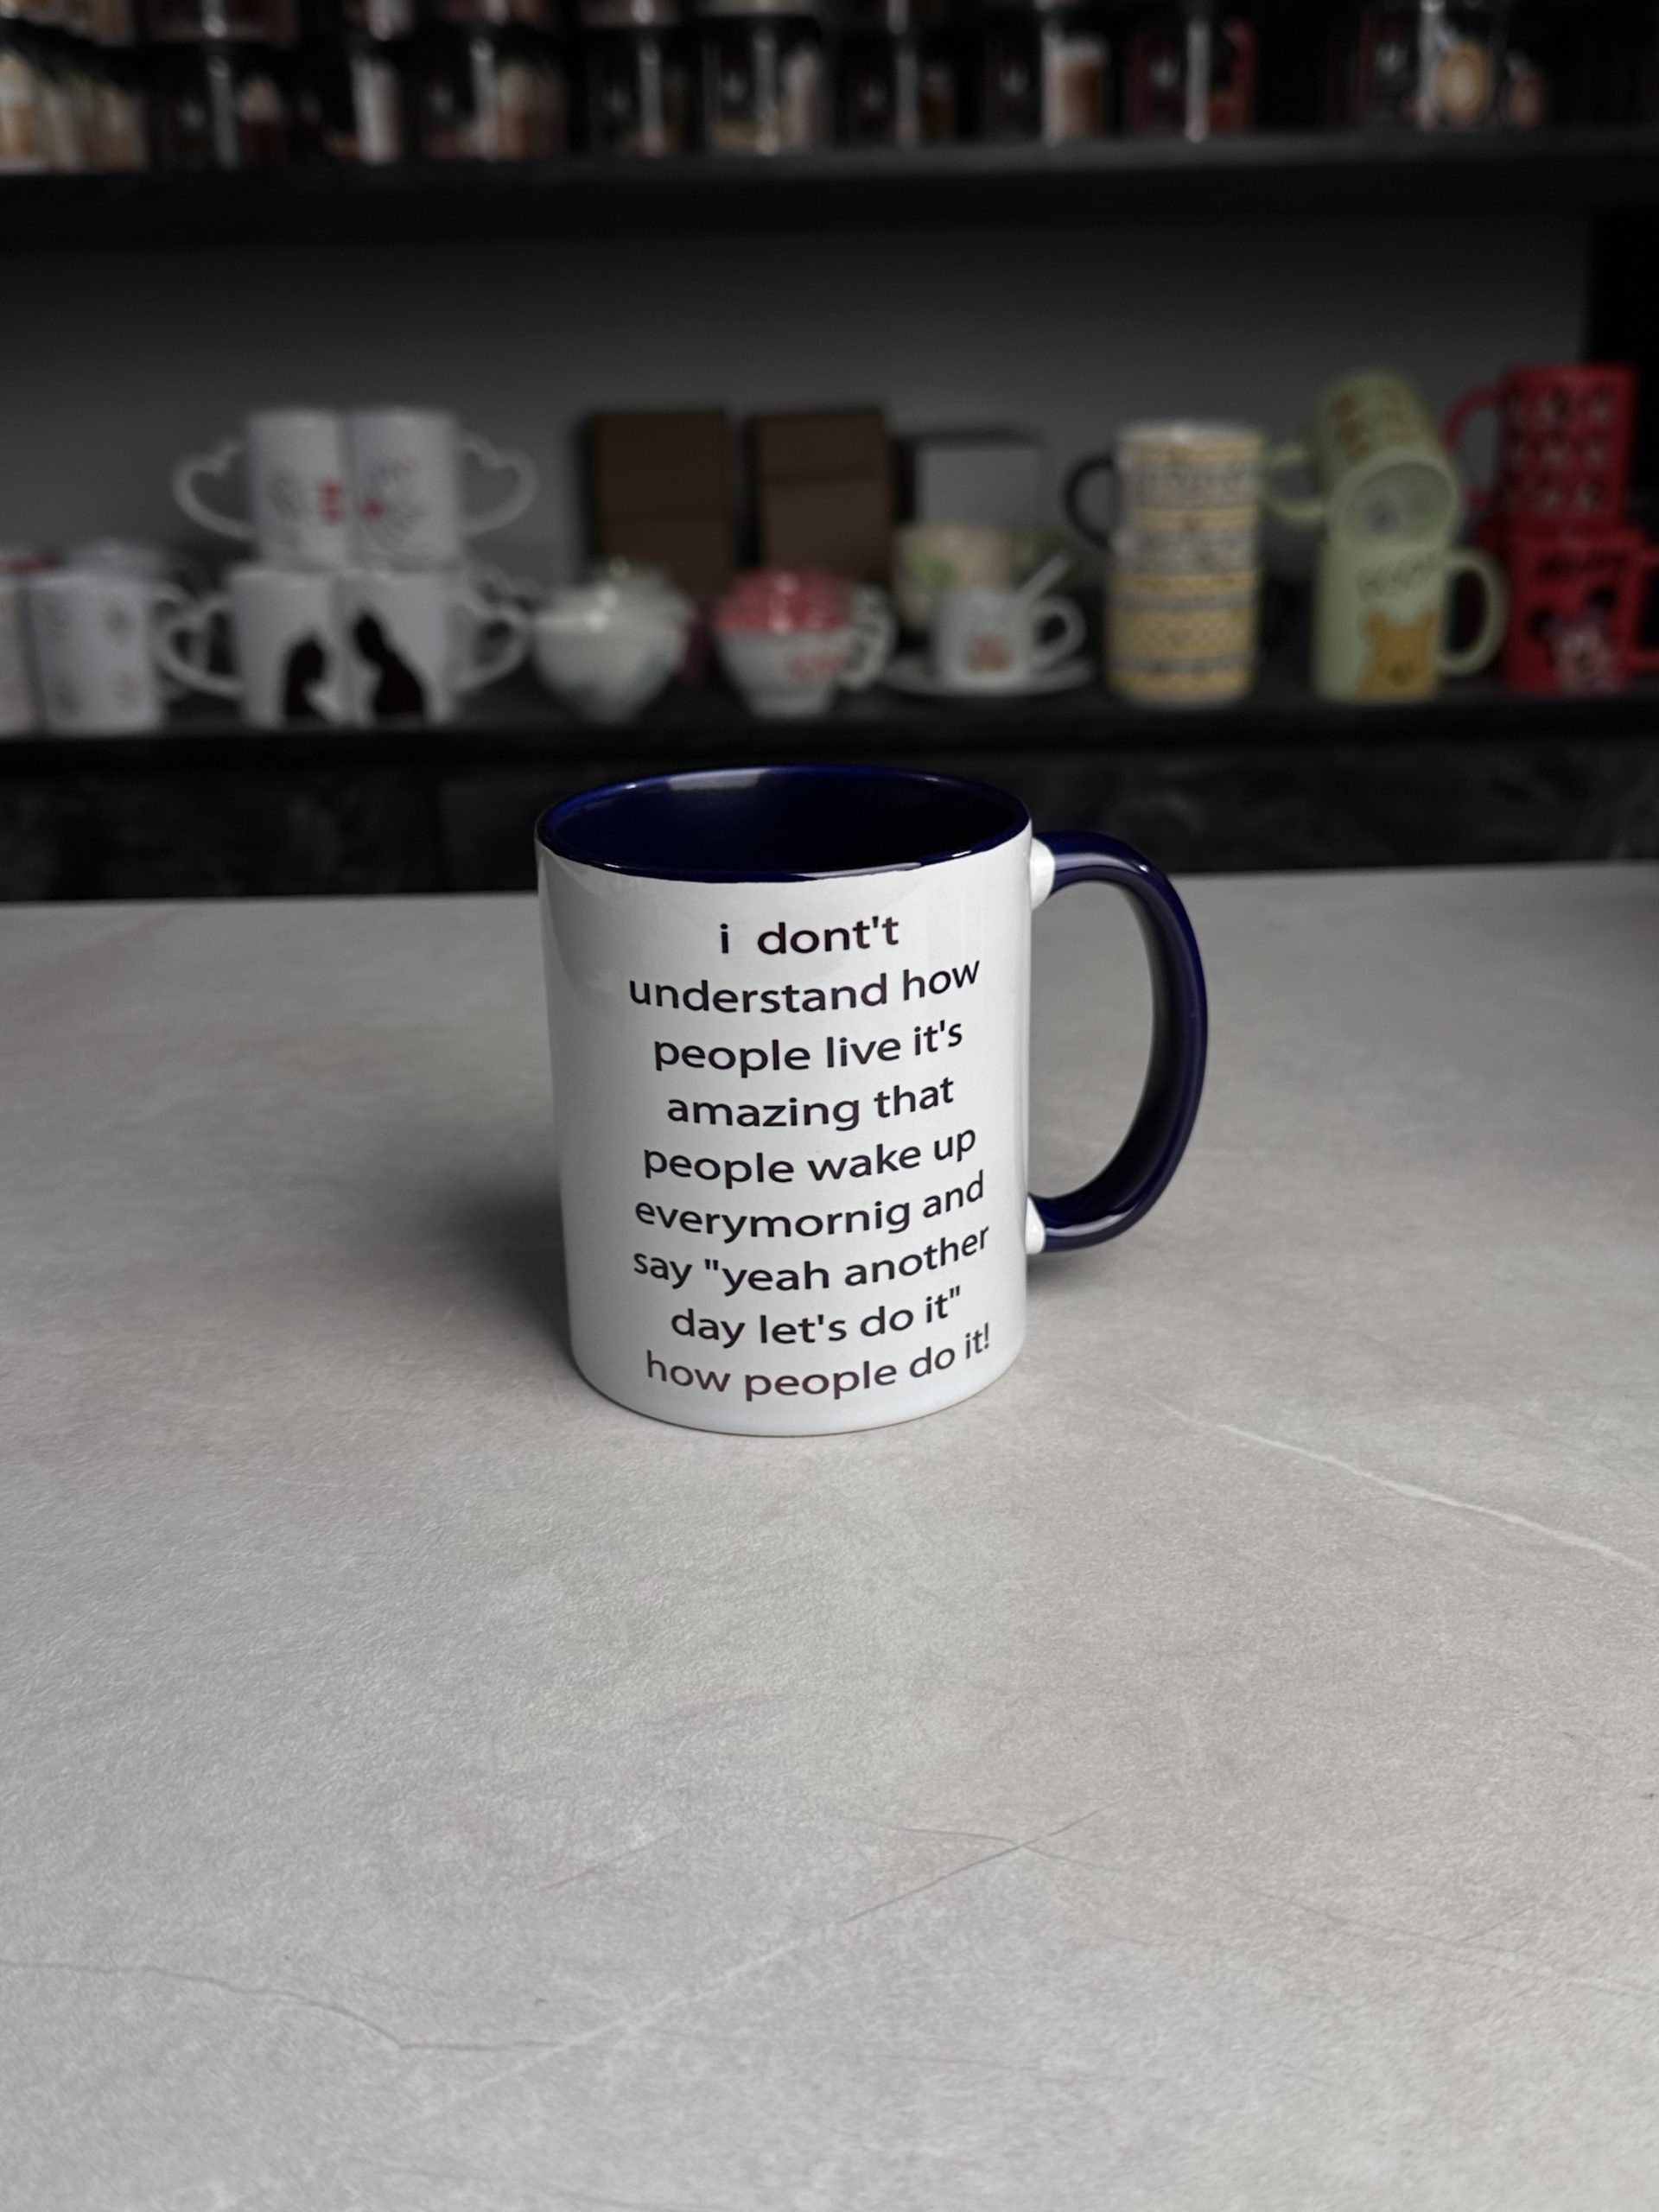 i dont't
understand how
people live it's
amazing that
people wake up
everymornig and
say "yeah another
day let's do it"
how people do it!